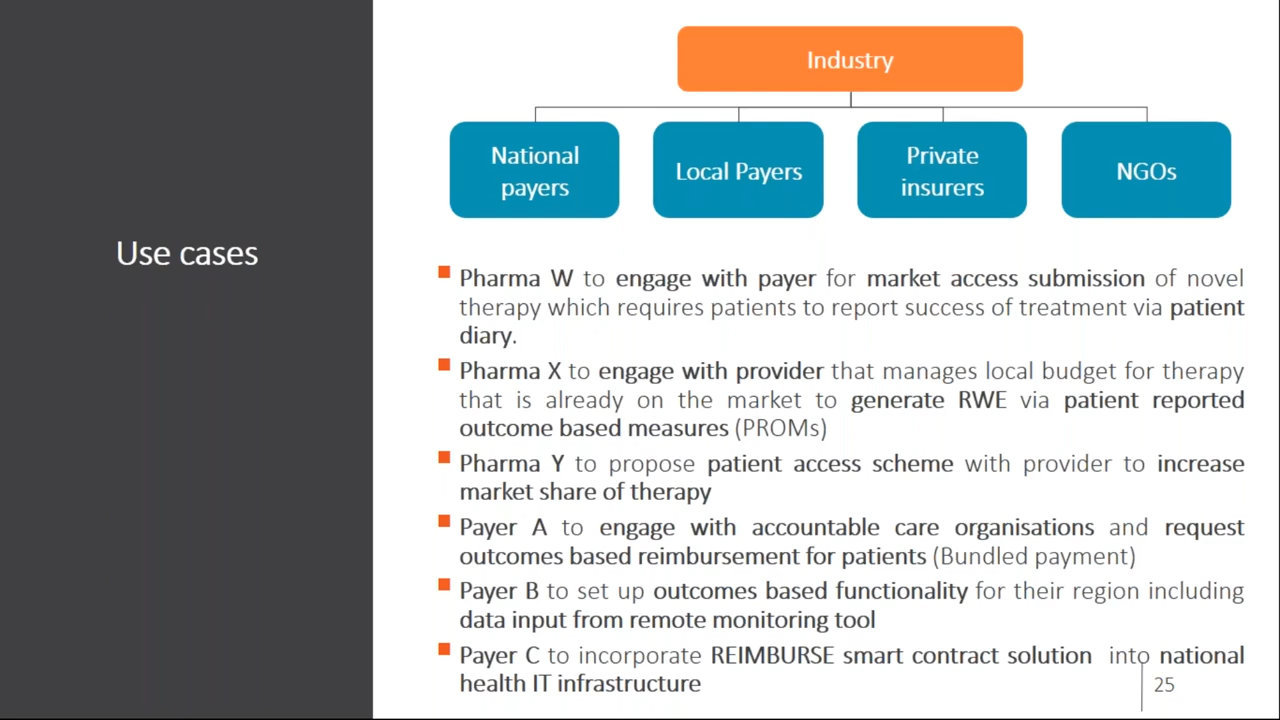 Use cases
Industry
National
payers
Local Payers
Private
insurers
NGOs
Pharma W to engage with payer for market access submission of novel
therapy which requires patients to report success of treatment via patient
diary.
Pharma X to engage with provider that manages local budget for therapy
that is already on the market to generate RWE via patient reported
outcome based measures (PROMs)
Pharma Y to propose patient access scheme with provider to increase
market share of therapy
Payer A to engage with accountable care organisations and request
outcomes based reimbursement for patients (Bundled payment)
Payer B to set up outcomes based functionality for their region including
data input from remote monitoring tool
Payer C to incorporate REIMBURSE smart contract solution into national
health IT infrastructure
25